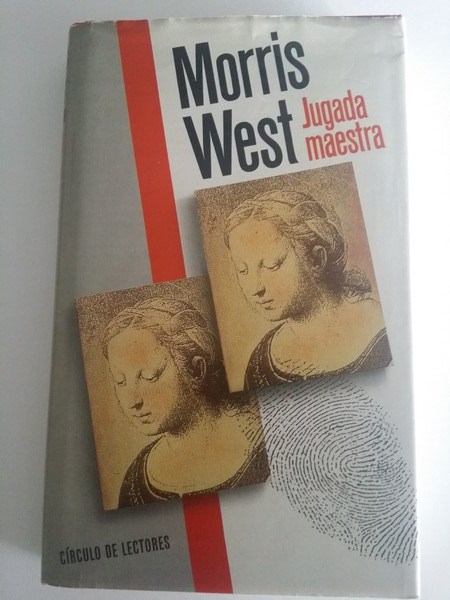 Morris
West
Jugada
maestra
CÍRCULO DE LECTORES